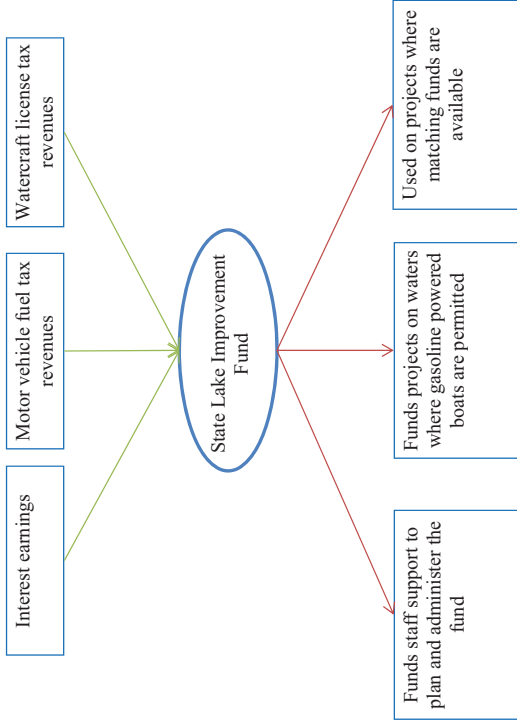 Interest earnings
Motor vehicle fuel tax
revenues
Watercraft license tax
revenues
State Lake Improvement
Fund
Funds staff support to
plan and administer the
fund
Funds projects on waters
where gasoline powered
boats are permitted
Used on projects where
matching funds are
available